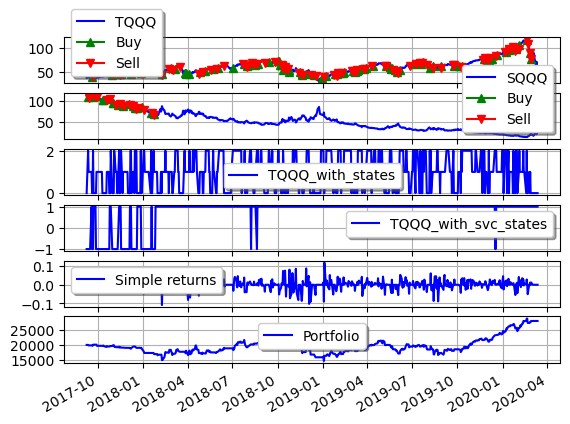 TQQQ
Buy
Sell
100
50
SQQQ
Buy
Sell
100
50
2
0
TQQQ_with_states
1
−1
TQQQ_with_svc_states
0.1
0.0
−0.1
Simple returns
25000
20000
15000
Portfolio
2017-10 2018-01 2018-04 2018-07 2018-10 2019-01 2019-04 2019-07 2019-10 2020-01 2020-04